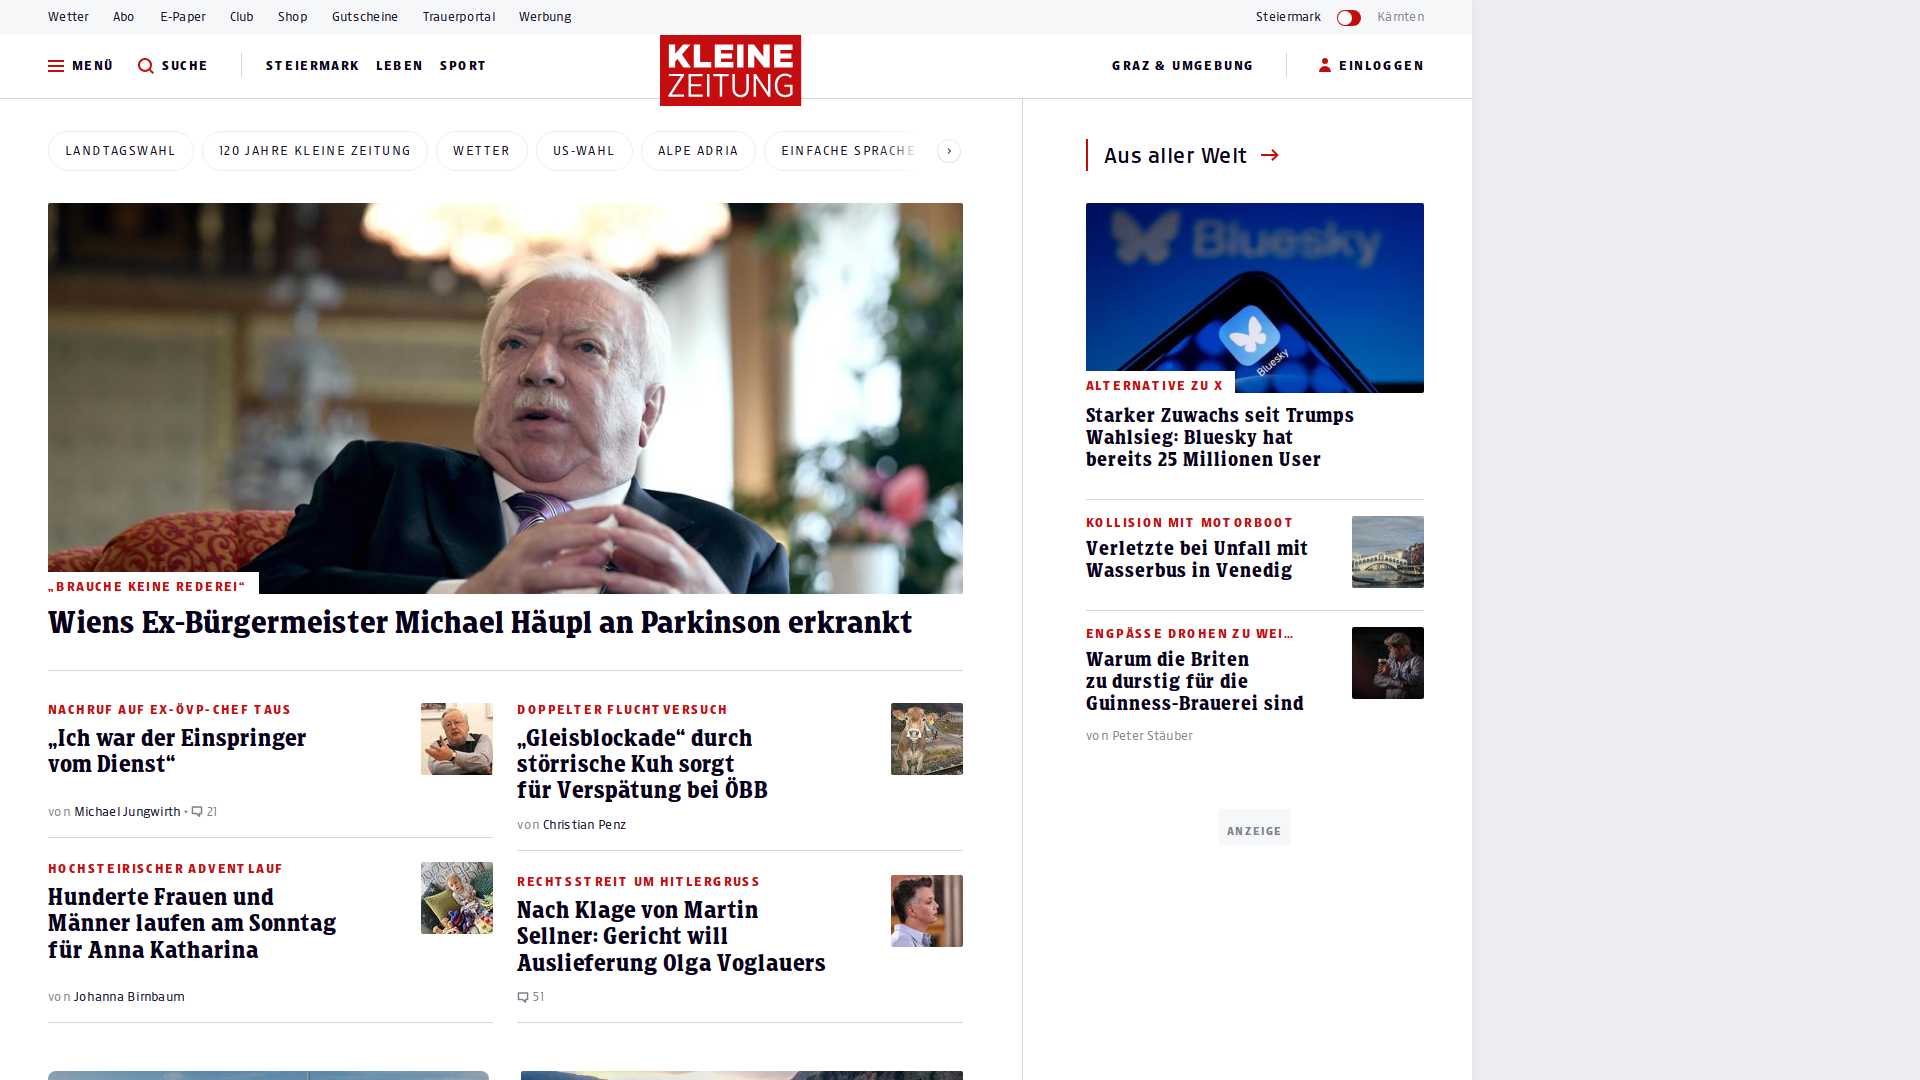 Wetter Abo E-Paper Club Shop Gutscheine Trauerportal Werbung Steiermark Kärnten
MENÜ SUCHE STEIERMARK LEBEN SPORT KLEINE ZEITUNG GRAZ & UMGEBUNG EINLOGGEN
LANDTAGSWAHL 120 JAHRE KLEINE ZEITUNG WETTER US-WAHL ALPE ADRIA EINFACHE SPRACHE
„BRAUCHE KEINE REDEREI“
Wiens Ex-Bürgermeister Michael Häupl an Parkinson erkrankt
NACHRUF AUF EX-ÖVP-CHEF TAUS
„Ich war der Einspringer
vom Dienst“
von Michael Jungwirth • 21
HOCHSTEIRISCHER ADVENTLAUF
Hunderte Frauen und
Männer laufen am Sonntag
für Anna Katharina
von Johanna Birnbaum
DOPPELTER FLUCHTVERSUCH
„Gleisblockade“ durch
störrische Kuh sorgt
für Verspätung bei ÖBB
von Christian Penz
RECHTSSTREIT UM HITLERGRUSS
Nach Klage von Martin
Sellner: Gericht will
Auslieferung Olga Voglauers
51
Aus aller Welt
Bluesky
Bluesky
ALTERNATIVE ZU X
Starker Zuwachs seit Trumps
Wahlsieg: Bluesky hat
bereits 25 Millionen User
KOLLISION MIT MOTORBOOT
Verletzte bei Unfall mit
Wasserbus in Venedig
ENGPÄSSE DROHEN ZU WEI...
Warum die Briten
zu durstig für die
Guinness-Brauerei sind
von Peter Stäuber
ANZEIGE